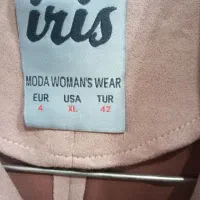 iris
MODA WOMAN'S WEAR
EUR USA TUR
4 XL 42